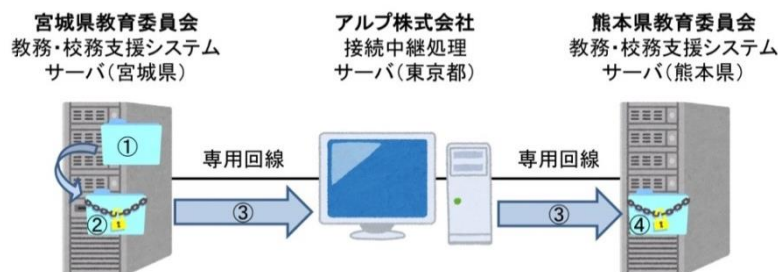 宮城県教育委員会
教務・校務支援システム
サーバ(宮城県)
アルプ株式会社
接続中継処理
サーバ(東京都)
熊本県教育委員会
教務・校務支援システム
サーバ(熊本県)
①
専用回線
専用回線
②
③
③
④